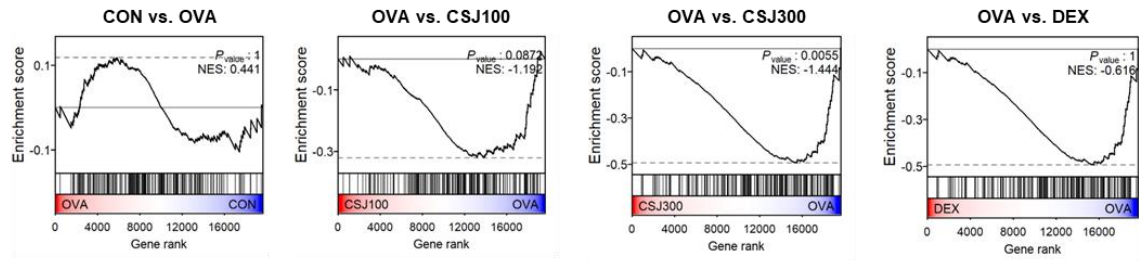 CON vs. OVA
OVA vs. CSJ100
OVA vs. CSJ300
OVA vs. DEX
Enrichment score
0.1
-0.1
Pvalue : 1
NES: 0.441
OVA CON
0 4000 8000 12000 16000
Gene rank
Enrichment score
-0.1
-0.3
Pvalue : 0.0872
NES: -1.192
CSJ100 OVA
0 4000 8000 12000 16000
Gene rank
Enrichment score
-0.1
-0.3
-0.5
Pvalue : 0.0055
NES: -1.444
CSJ300 OVA
0 4000 8000 12000 16000
Gene rank
Enrichment score
-0.1
-0.3
-0.5
Pvalue : 1
NES: -0.616
DEX OVA
0 4000 8000 12000 16000
Gene rank